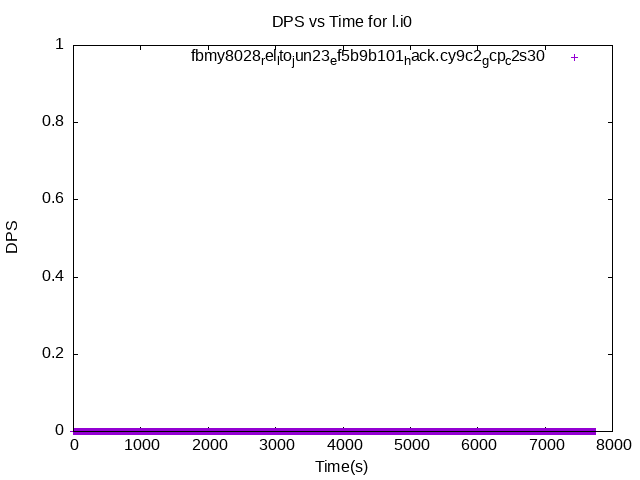 DPS vs Time for l.i0
fbmy8028relltojun23ef5b9b101hack.cy9c2gcpc2s30
1
0.8
0.6
0.4
0.2
0
DPS
0 1000 2000 3000 4000 5000 6000 7000 8000
Time(s)